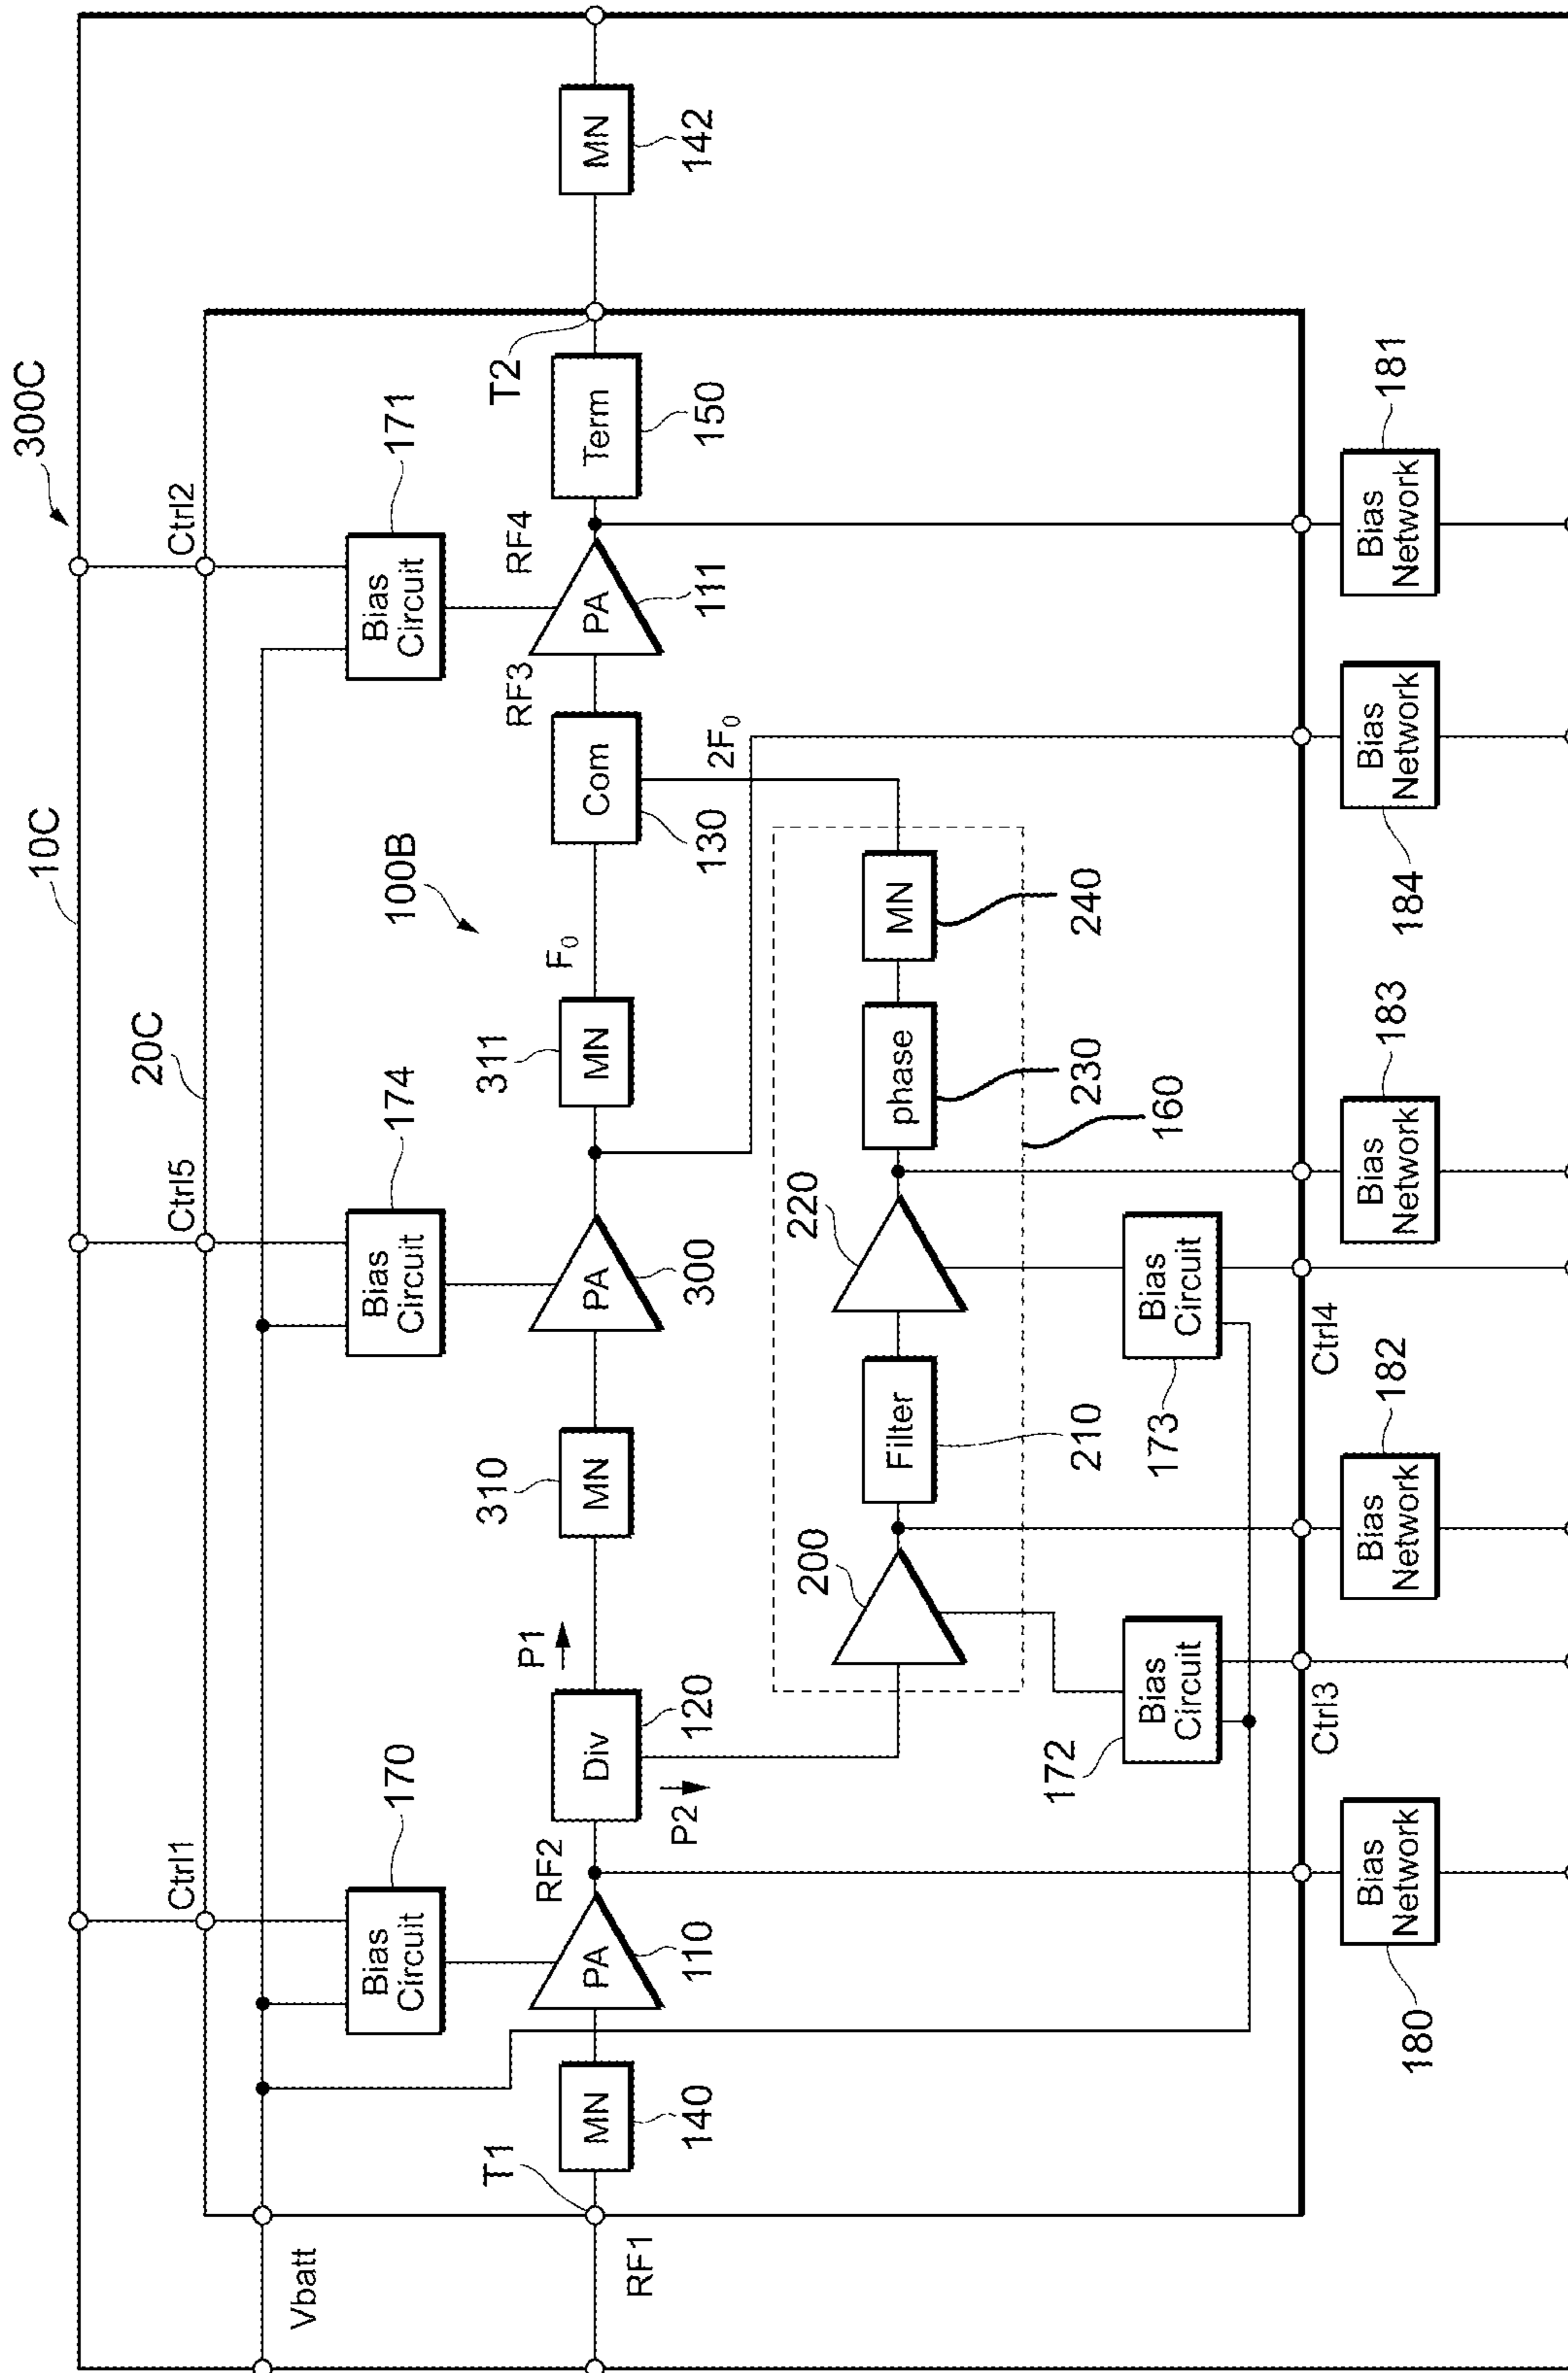 300C
10C
20C
Ctrl1
Ctrl5
Ctrl2
170
174
171
Bias
Circuit
Bias
Circuit
Bias
Circuit
Vbatt
100B
T1
T2
RF1
MN
140
PA
110
RF2
Div
120
P1
P2
MN
310
PA
300
MN
311
F₀
Com
130
2F₀
RF3
PA
111
RF4
Term
150
MN
142
200
Filter
210
220
phase
230
MN
240
160
Bias
Circuit
172
Bias
Circuit
173
Ctrl3
Ctrl4
Bias
Network
180
Bias
Network
182
Bias
Network
183
Bias
Network
184
Bias
Network
181